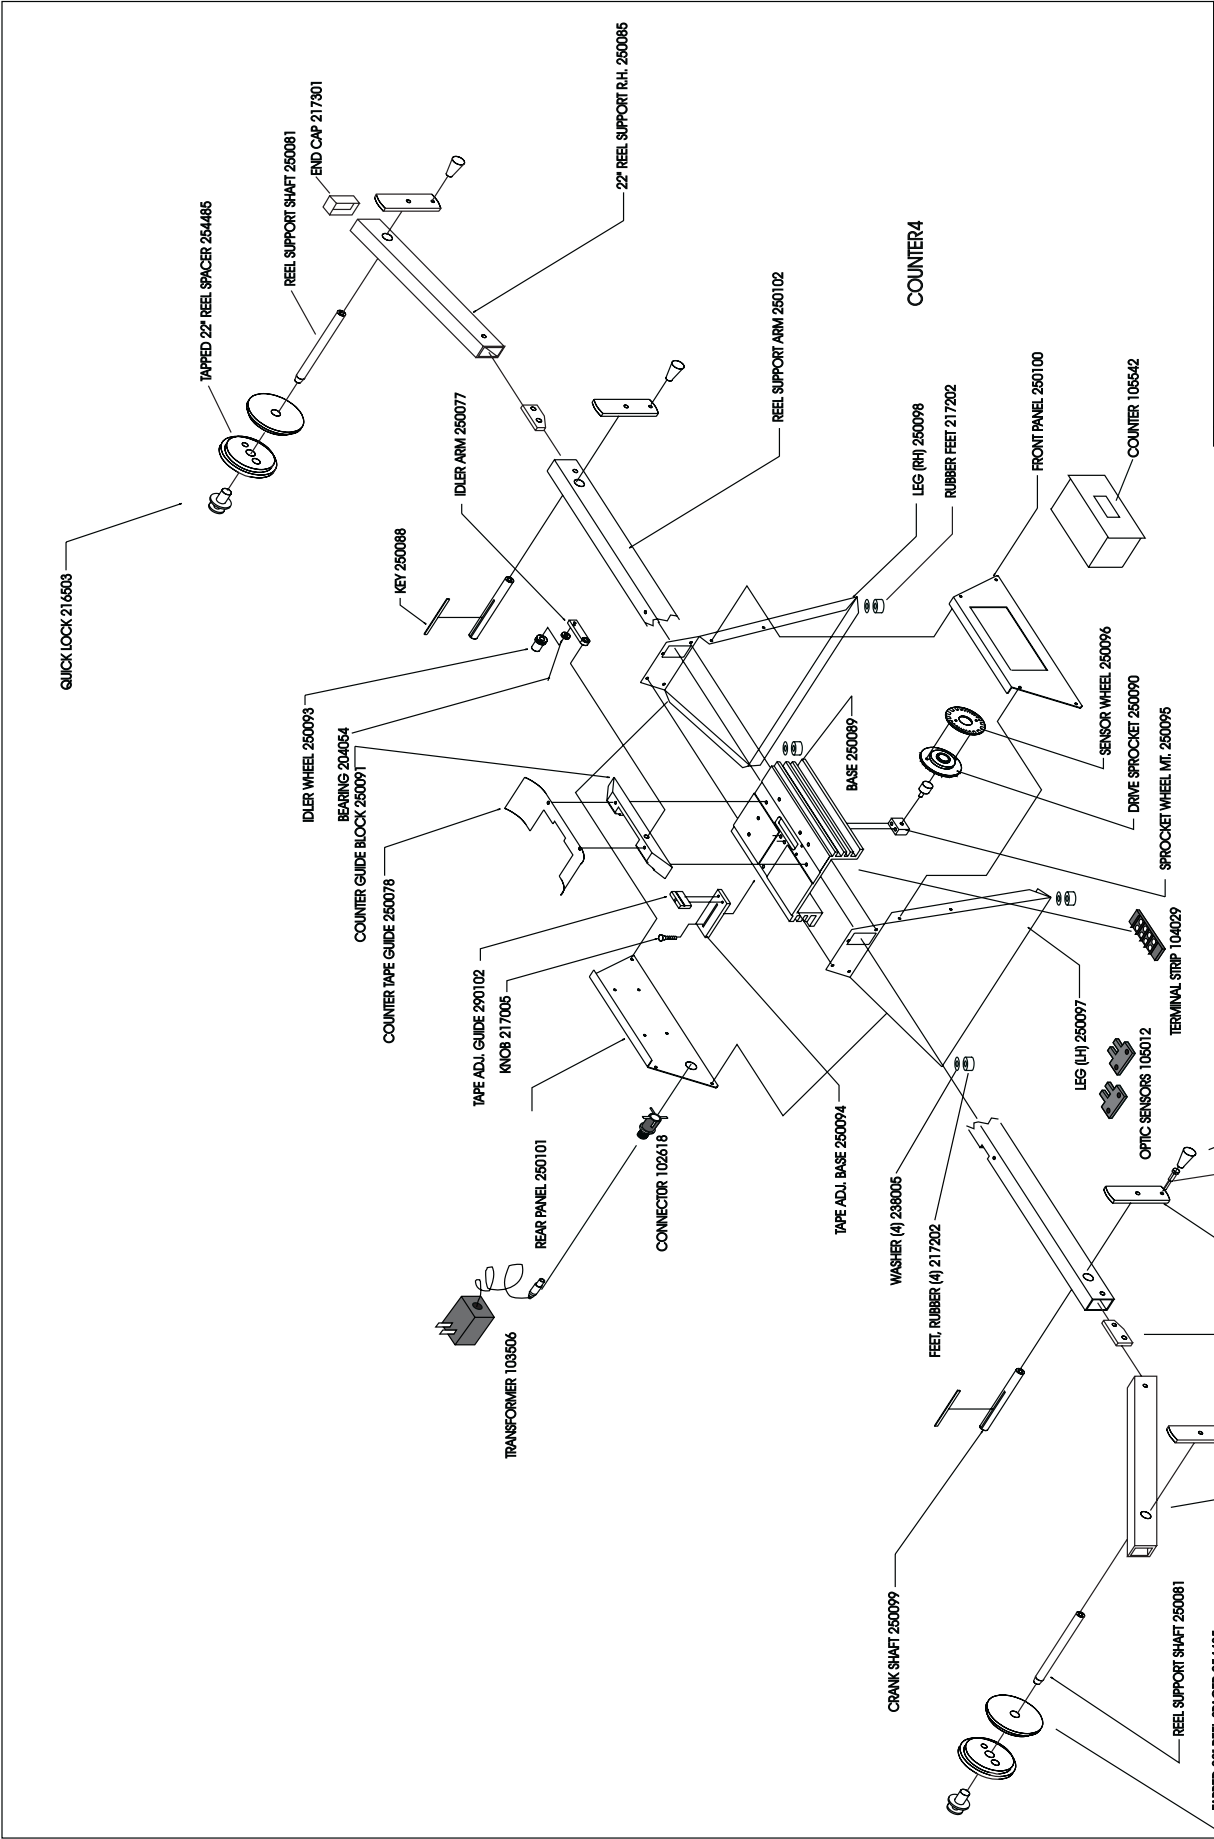 QUICK LOCK 216503
TAPPED 22" REEL SPACER 254485
REEL SUPPORT SHAFT 250081
END CAP 217301
KEY 250088
IDLER ARM 250077
22" REEL SUPPORT R.H. 250085
IDLER WHEEL 250093
BEARING 204054
COUNTER GUIDE BLOCK 250091
COUNTER TAPE GUIDE 250078
REEL SUPPORT ARM 250102
COUNTER4
TAPE ADJ. GUIDE 290102
KNOB 217005
REAR PANEL 250101
LEG (RH) 250098
RUBBER FEET 217202
FRONT PANEL 250100
COUNTER 105542
BASE 250089
SENSOR WHEEL 250096
DRIVE SPROCKET 250090
SPROCKET WHEEL MT. 250095
TRANSFORMER 103506
CONNECTOR 102618
TAPE ADJ. BASE 250094
WASHER (4) 238005
FEET, RUBBER (4) 217202
LEG (LH) 250097
OPTIC SENSORS 105012
TERMINAL STRIP 104029
CRANK SHAFT 250099
REEL SUPPORT SHAFT 250081